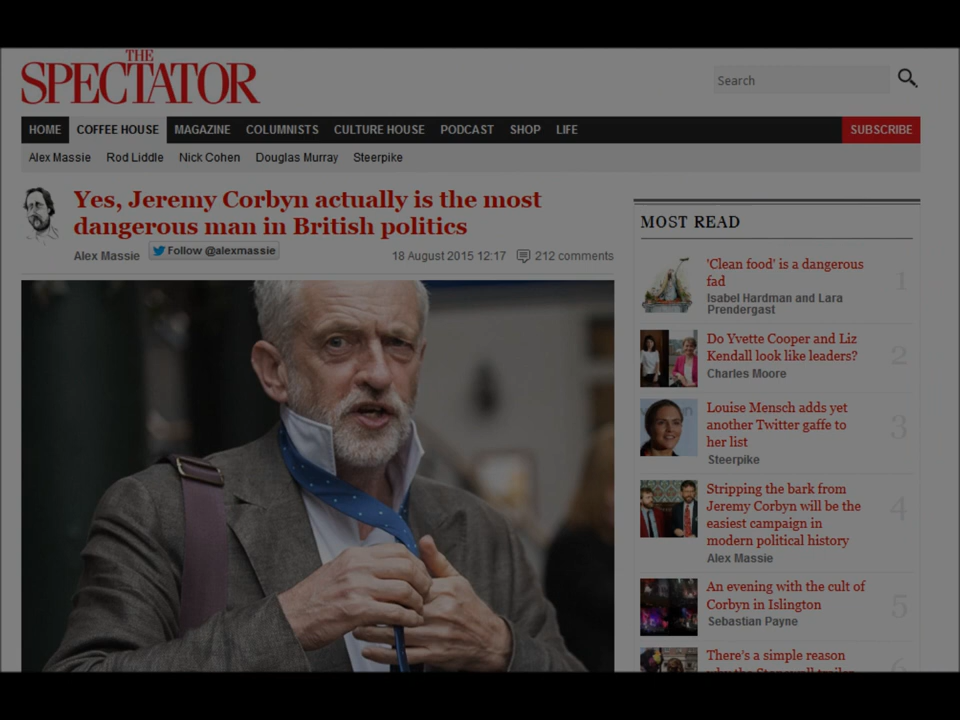 THE
SPECTATOR
Search
HOME COFFEE HOUSE MAGAZINE COLUMNISTS CULTURE HOUSE PODCAST SHOP LIFE SUBSCRIBE
Alex Massie Rod Liddle Nick Cohen Douglas Murray Steerpike
Yes, Jeremy Corbyn actually is the most
dangerous man in British politics
Alex Massie Follow @alexmassie 18 August 2015 12:17 212 comments
MOST READ
'Clean food' is a dangerous
fad
Isabel Hardman and Lara
Prendergast
1
Do Yvette Cooper and Liz
Kendall look like leaders?
Charles Moore
2
Louise Mensch adds yet
another Twitter gaffe to
her list
Steerpike
3
Stripping the bark from
Jeremy Corbyn will be the
easiest campaign in
modern political history
Alex Massie
4
An evening with the cult of
Corbyn in Islington
Sebastian Payne
5
There's a simple reason
why the Stonewall trailer
6